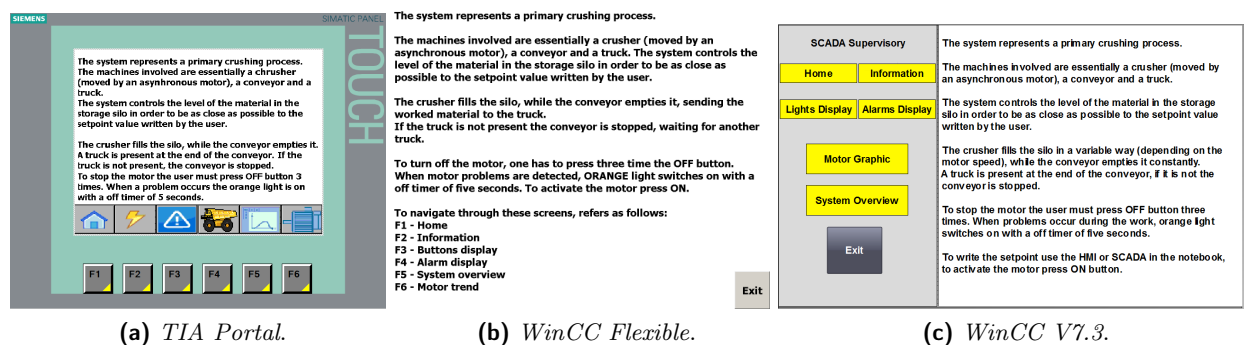 SIEMENS
SIMATIC PANEL
TOUCH
The system represents a primary crushing process.
The machines involved are essentially a chrusher
(moved by an asynhronous motor), a conveyor and a
truck.
The system controls the level of the material in the
storage silo in order to be as close as possible to the
setpoint value written by the user.
The crusher fills the silo, while the conveyor empties it.
A truck is present at the end of the conveyor. If the
truck is not present, the conveyor is stopped.
To stop the motor the user must press OFF button 3
times. When a problem occurs the orange light is on
with a off timer of 5 seconds.
F1
F2
F3
F4
F5
F6
(a) TIA Portal.
The system represents a primary crushing process.
The machines involved are essentially a crusher (moved by an
asynchronous motor), a conveyor and a truck. The system controls the
level of the material in the storage silo in order to be as close as
possible to the setpoint value written by the user.
The crusher fills the silo, while the conveyor empties it, sending the
worked material to the truck.
If the truck is not present the conveyor is stopped, waiting for another
truck.
To turn off the motor, one has to press three time the OFF button.
When motor problems are detected, ORANGE light switches on with a
off timer of five seconds. To activate the motor press ON.
To navigate through these screens, refers as follows:
F1 - Home
F2 - Information
F3 - Buttons display
F4 - Alarm display
F5 - System overview
F6 - Motor trend
Exit
(b) WinCC Flexible.
SCADA Supervisory
Home
Information
Lights Display
Alarms Display
Motor Graphic
System Overview
Exit
The system represents a primary crushing process.
The machines involved are essentially a crusher (moved by
an asynchronous motor), a conveyor and a truck.
The system controls the level of the material in the storage
silo in order to be as close as possible to the setpoint value
written by the user.
The crusher fills the silo in a variable way (depending on the
motor speed), while the conveyor empties it constantly.
A truck is present at the end of the conveyor, if it is not the
conveyor is stopped.
To stop the motor the user must press OFF button three
times. When problems occur during the work, orange light
switches on with a off timer of five seconds.
To write the setpoint use the HMI or SCADA in the notebook,
to activate the motor press ON button.
(c) WinCC V7.3.